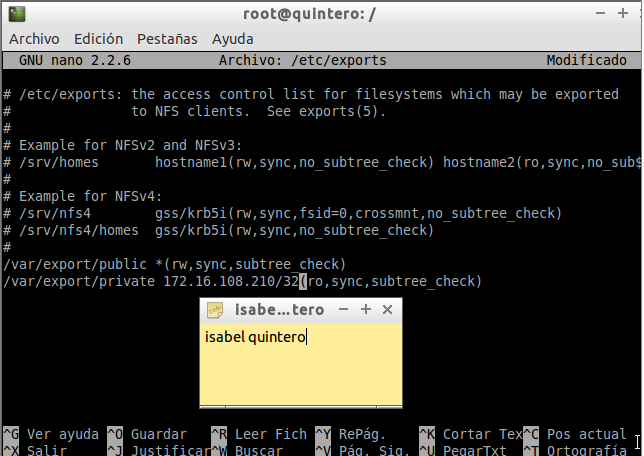 root@quintero: /
Archivo Edición Pestañas Ayuda
GNU nano 2.2.6 Archivo: /etc/exports Modificado
# /etc/exports: the access control list for filesystems which may be exported
# to NFS clients. See exports(5).
#
# Example for NFSv2 and NFSv3:
# /srv/homes hostname1(rw,sync,no_subtree_check) hostname2(ro,sync,no_sub$
#
# Example for NFSv4:
# /srv/nfs4 gss/krb5i(rw,sync,fsid=0,crossmnt,no_subtree_check)
# /srv/nfs4/homes gss/krb5i(rw,sync,no_subtree_check)
#
/var/export/public *(rw,sync,subtree_check)
/var/export/private 172.16.108.210/32(ro,sync,subtree_check)
isabe...tero
isabel quintero
^G Ver ayuda ^O Guardar ^R Leer Fich ^Y RePág. ^K Cortar Tex ^C Pos actual
^X Salir ^J Justificar ^W Buscar ^V Pág. Sig. ^U PegarTxt ^T Ortografía